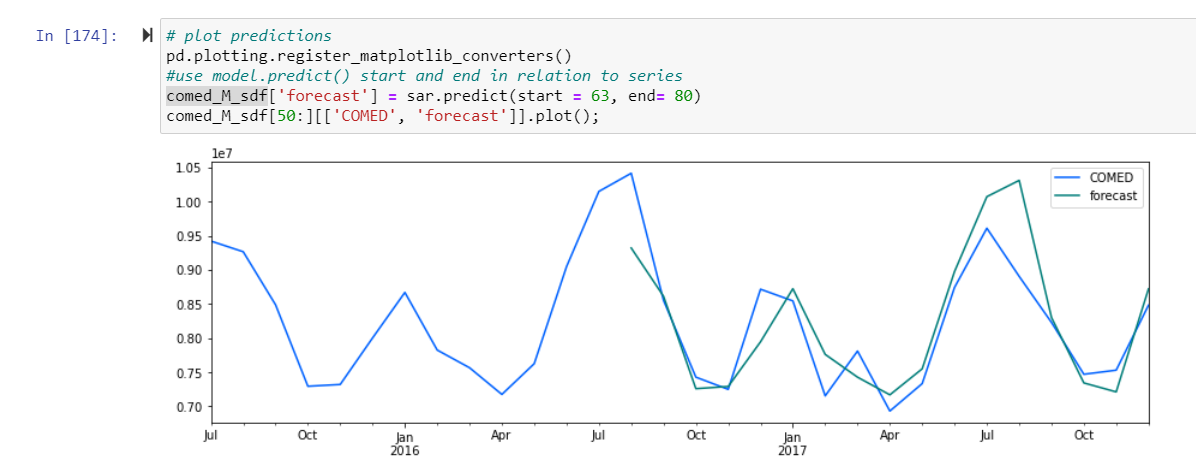 In [174]:
# plot predictions
pd.plotting.register_matplotlib_converters()
#use model.predict() start and end in relation to series
comed_M_sdf['forecast'] = sar.predict(start = 63, end= 80)
comed_M_sdf[50:][['COMED', 'forecast']].plot();
1e7
1.05
1.00
0.95
0.90
0.85
0.80
0.75
0.70
COMED
forecast
Jul Oct Jan Apr Jul Oct Jan Apr Jul Oct
2016 2017